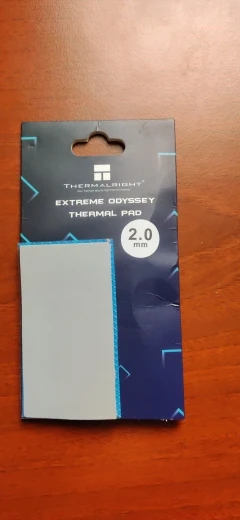 THERMALRIGHT®
EXTREME ODYSSEY
THERMAL PAD
2.0
mm